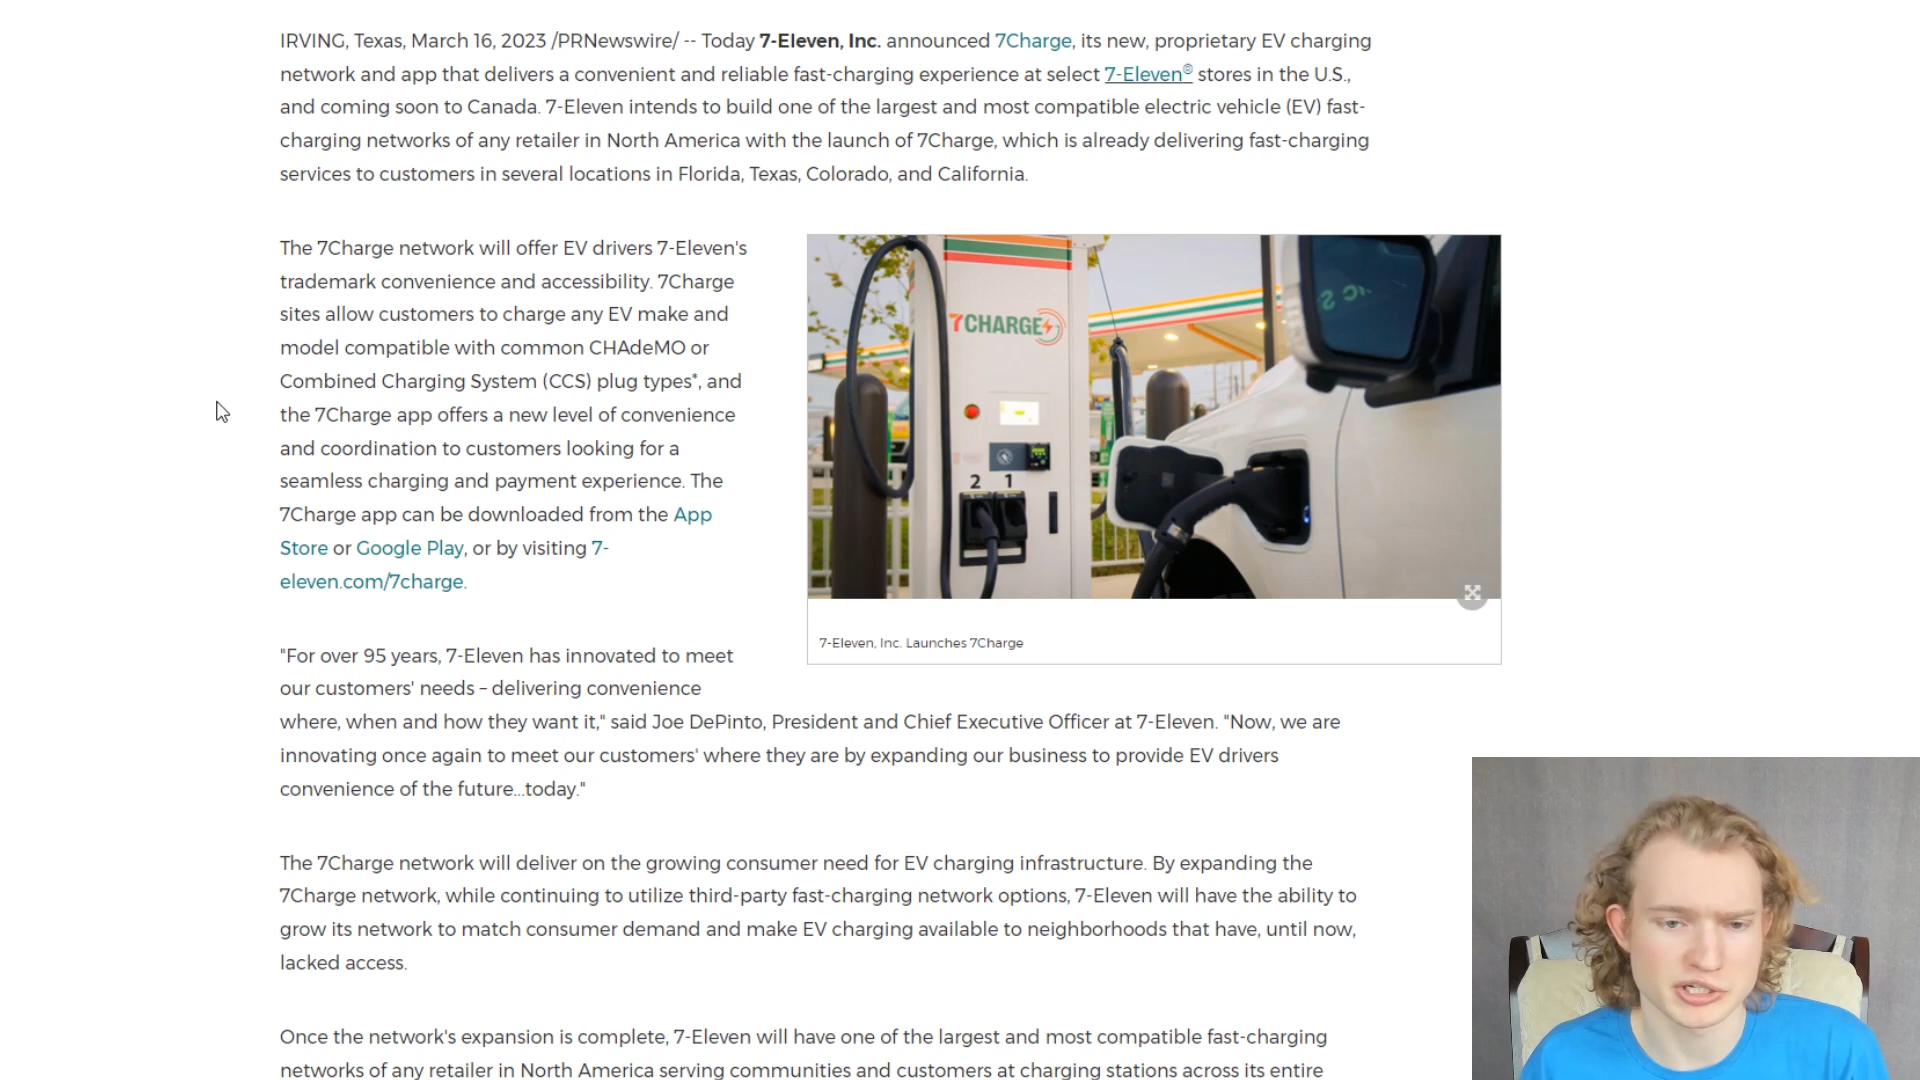 IRVING, Texas, March 16, 2023 /PRNewswire/ -- Today 7-Eleven, Inc. announced 7Charge, its new, proprietary EV charging
network and app that delivers a convenient and reliable fast-charging experience at select 7-Eleven® stores in the U.S.,
and coming soon to Canada. 7-Eleven intends to build one of the largest and most compatible electric vehicle (EV) fast-
charging networks of any retailer in North America with the launch of 7Charge, which is already delivering fast-charging
services to customers in several locations in Florida, Texas, Colorado, and California.
The 7Charge network will offer EV drivers 7-Eleven's
trademark convenience and accessibility. 7Charge
sites allow customers to charge any EV make and
model compatible with common CHAdeMO or
Combined Charging System (CCS) plug types*, and
the 7Charge app offers a new level of convenience
and coordination to customers looking for a
seamless charging and payment experience. The
7Charge app can be downloaded from the App
Store or Google Play, or by visiting 7-
eleven.com/7charge.
7CHARGE
2 1
7-Eleven, Inc. Launches 7Charge
"For over 95 years, 7-Eleven has innovated to meet
our customers' needs – delivering convenience
where, when and how they want it," said Joe DePinto, President and Chief Executive Officer at 7-Eleven. "Now, we are
innovating once again to meet our customers' where they are by expanding our business to provide EV drivers
convenience of the future...today."
The 7Charge network will deliver on the growing consumer need for EV charging infrastructure. By expanding the
7Charge network, while continuing to utilize third-party fast-charging network options, 7-Eleven will have the ability to
grow its network to match consumer demand and make EV charging available to neighborhoods that have, until now,
lacked access.
Once the network's expansion is complete, 7-Eleven will have one of the largest and most compatible fast-charging
networks of any retailer in North America serving communities and customers at charging stations across its entire